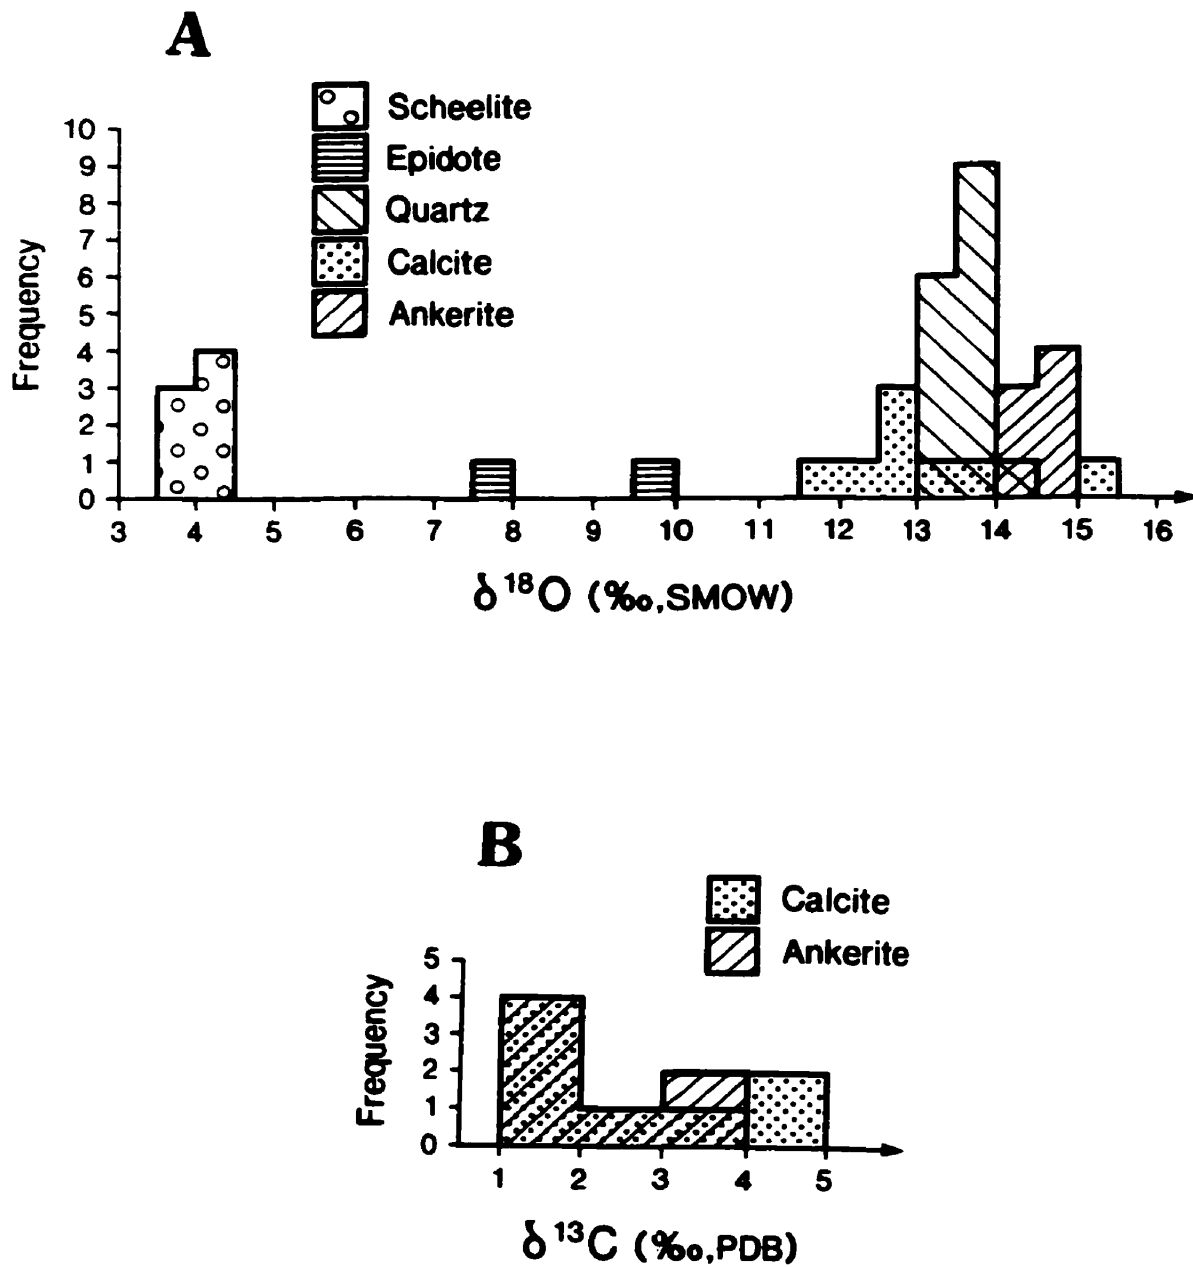 A
Scheelite
Epidote
Quartz
Calcite
Ankerite
Frequency
10
9
8
7
6
5
4
3
2
1
0
3 4 5 6 7 8 9 10 11 12 13 14 15 16
δ ¹⁸O (‰,SMOW)
B
Calcite
Ankerite
Frequency
5
4
3
2
1
0
1 2 3 4 5
δ ¹³C (‰,PDB)